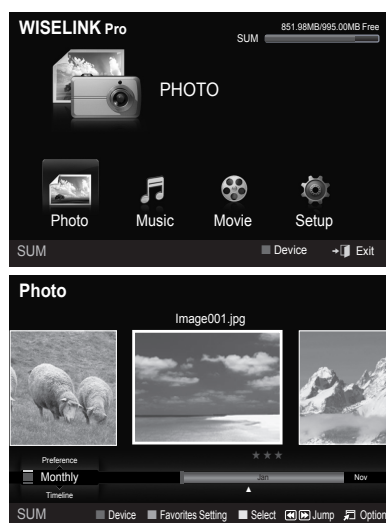 WISELINK Pro
851.98MB/995.00MB Free
SUM
PHOTO
Photo Music Movie Setup
SUM Device Exit
Photo
Image001.jpg
Preference
Monthly
Jan Nov
Timeline
SUM Device Favorites Setting Select Jump Option